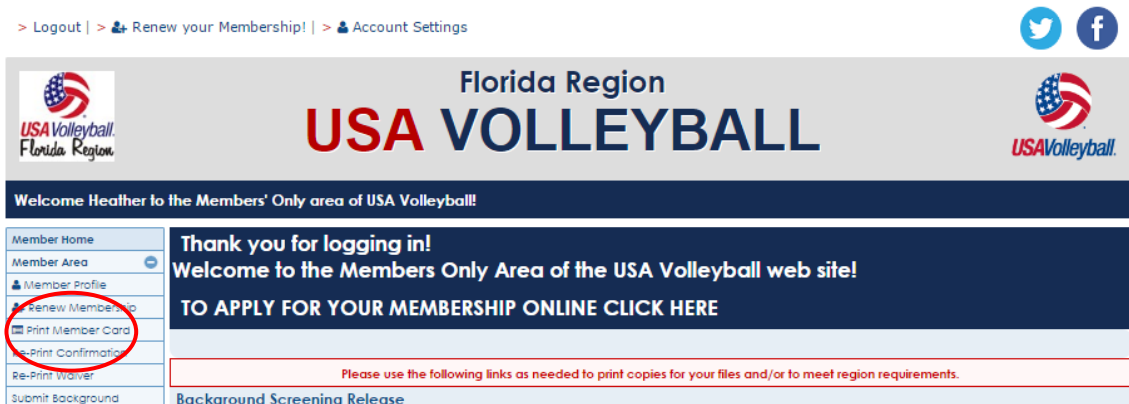 > Logout | > Renew your Membership! | > Account Settings
USA Volleyball.
Florida Region
Florida Region
USA VOLLEYBALL
USAVolleyball.
Welcome Heather to the Members' Only area of USA Volleyball!
Member Home
Member Area
Member Profile
Renew Membership
Print Member Card
Re-Print Confirmation
Re-Print Waiver
Submit Background
Thank you for logging in!
Welcome to the Members Only Area of the USA Volleyball web site!
TO APPLY FOR YOUR MEMBERSHIP ONLINE CLICK HERE
Please use the following links as needed to print copies for your files and/or to meet region requirements.
Background Screening Release